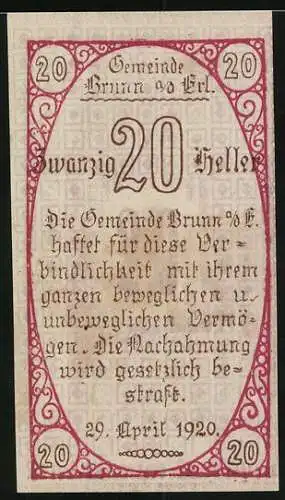 20 Gemeinde 20
Brunn a/d Erl.
Zwanzig 20 Heller
Die Gemeinde Brunn a/d E.
haftet für diese Ver=
bindlichkeit mit ihrem
ganzen beweglichen u.
unbeweglichen Vermö=
gen. Die Nachahmung
wird gesetzlich be=
straft.
29. April 1920.
20 20